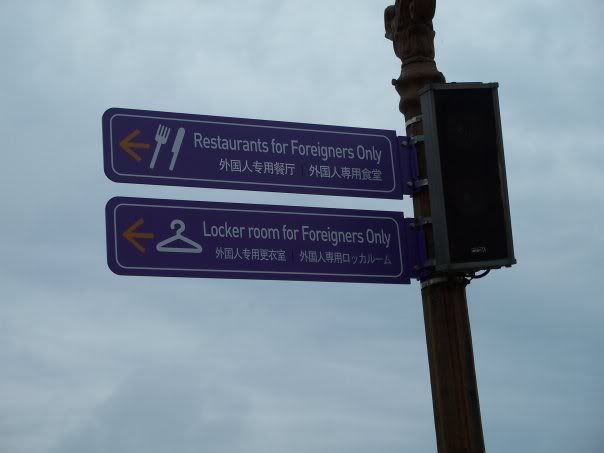 Restaurants for Foreigners Only
外国人专用餐厅 | 外国人専用食堂
Locker room for Foreigners Only
外国人专用更衣室 | 外国人専用ロッカルーム